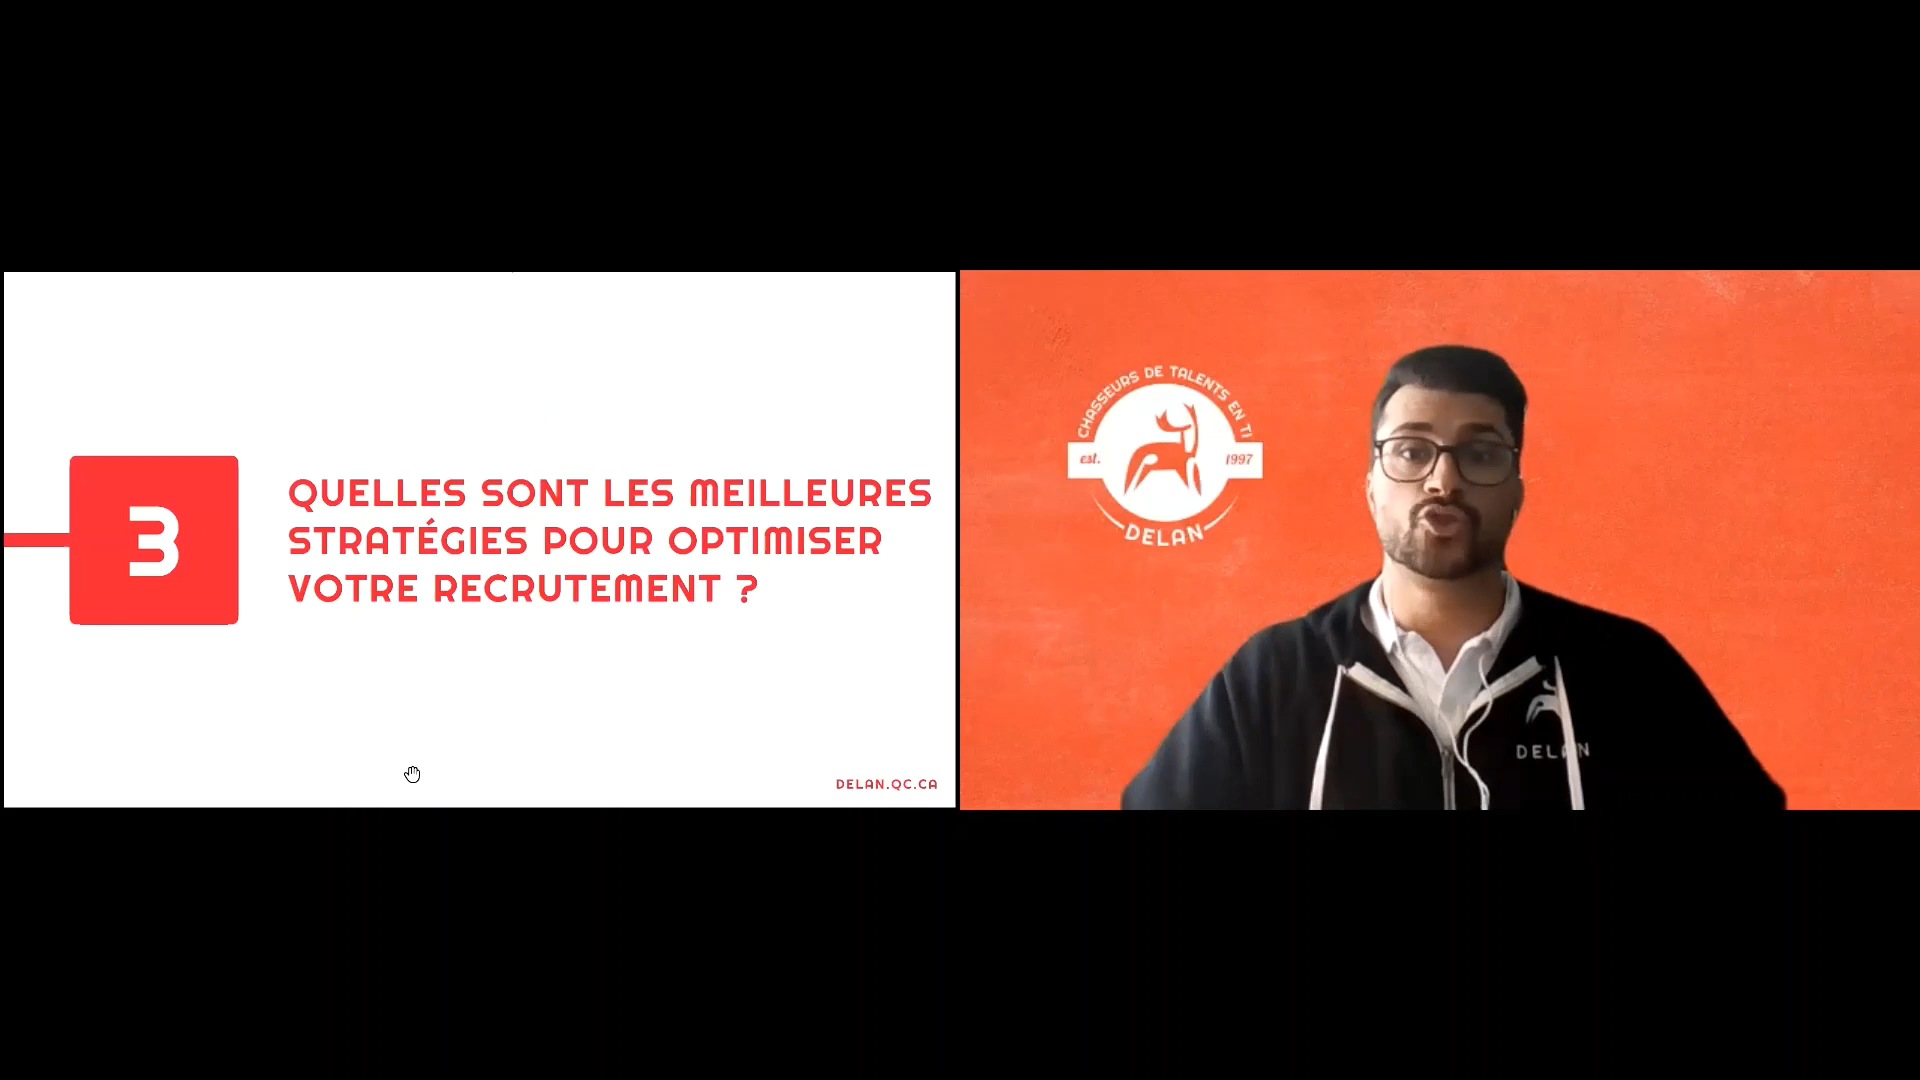 3
QUELLES SONT LES MEILLEURES
STRATÉGIES POUR OPTIMISER
VOTRE RECRUTEMENT ?
DELAN.QC.CA
CHASSEURS DE TALENTS EN TI
est. 1997
DELAN
DELAN